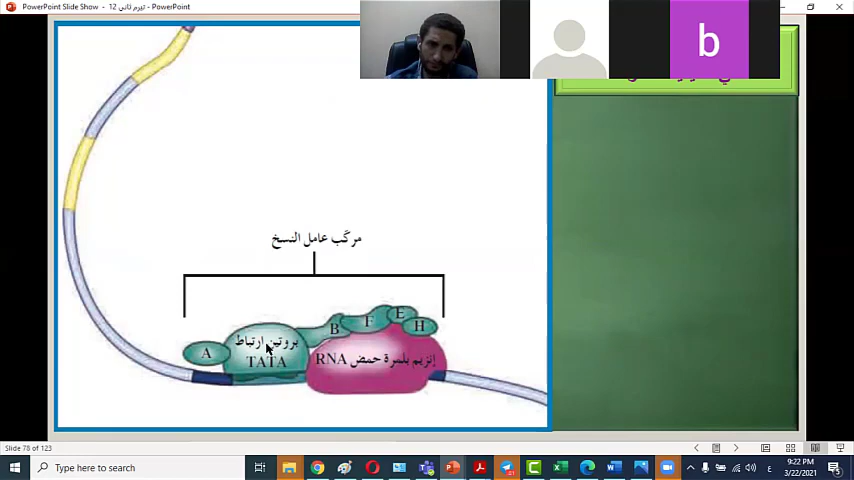 PowerPoint Slide Show - 12 تيرم ثاني - PowerPoint
b
مركّب عامل النسخ
A
بروتين ارتباط
TATA
B
F
E
H
إنزيم بلمرة حمض RNA
Slide 78 of 123
Type here to search
ع
9:22 PM
3/22/2021